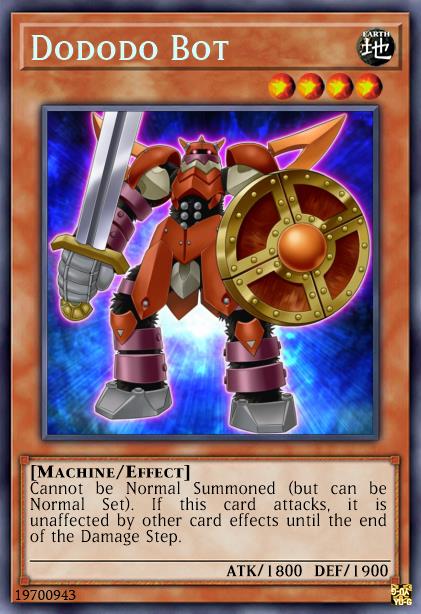 Dododo Bot
EARTH
地
[Machine/Effect]
Cannot be Normal Summoned (but can be
Normal Set). If this card attacks, it is
unaffected by other card effects until the end
of the Damage Step.
ATK/1800 DEF/1900
19700943